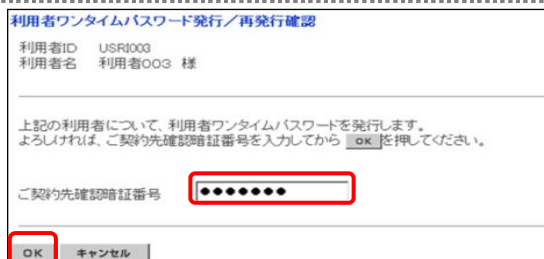 利用者ワンタイムパスワード発行／再発行確認
利用者ID USRI003
利用者名 利用者003 様
上記の利用者について、利用者ワンタイムパスワードを発行します。
よろしければ、ご契約先確認暗証番号を入力してから OK を押してください。
ご契約先確認暗証番号 ●●●●●●●
OK キャンセル